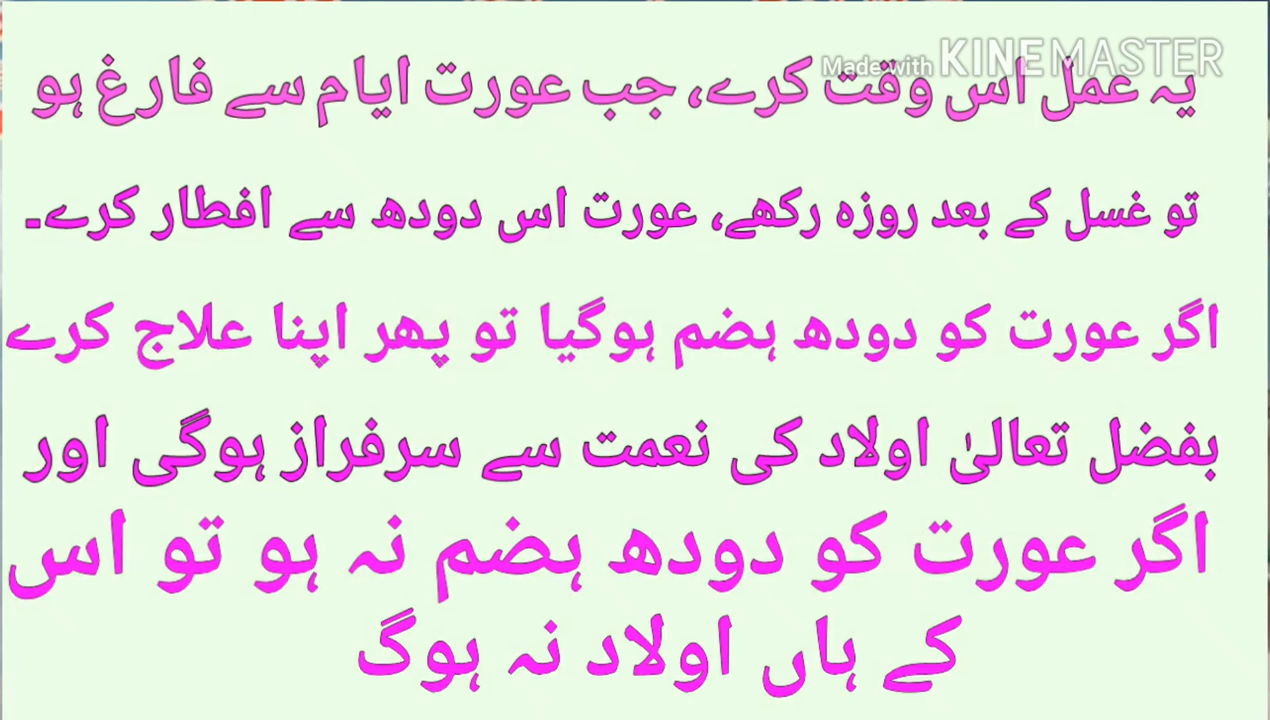 Made with KINEMASTER
یہ عمل اس وقت کرے، جب عورت ایام سے فارغ ہو
تو غسل کے بعد روزہ رکھے، عورت اس دودھ سے افطار کرے۔
اگر عورت کو دودھ ہضم ہوگیا تو پھر اپنا علاج کرے
بفضل تعالیٰ اولاد کی نعمت سے سرفراز ہوگی اور
اگر عورت کو دودھ ہضم نہ ہو تو اس
کے ہاں اولاد نہ ہوگ